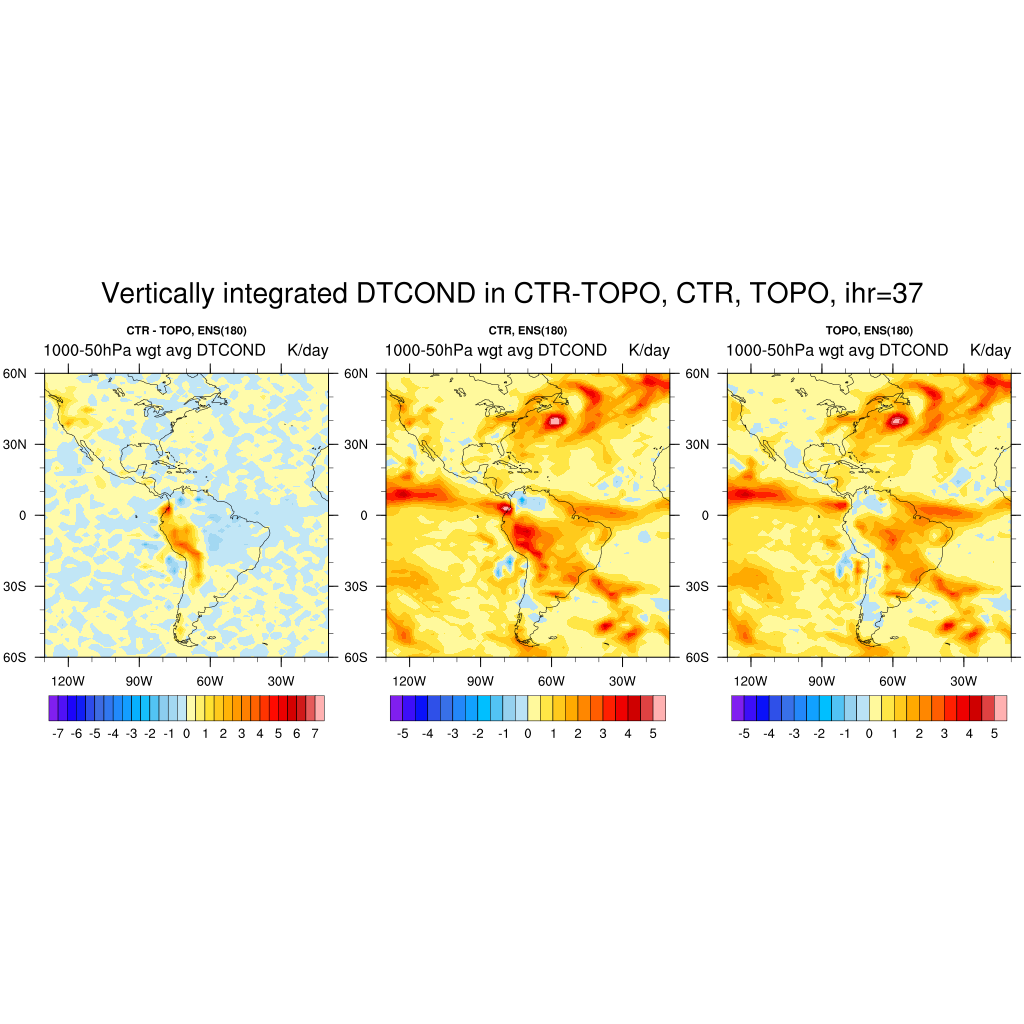 Vertically integrated DTCOND in CTR-TOPO, CTR, TOPO, ihr=37
CTR - TOPO, ENS(180)
1000-50hPa wgt avg DTCOND K/day
60N
30N
0
30S
60S
120W 90W 60W 30W
-7 -6 -5 -4 -3 -2 -1 0 1 2 3 4 5 6 7
CTR, ENS(180)
1000-50hPa wgt avg DTCOND K/day
60N
30N
0
30S
60S
120W 90W 60W 30W
-5 -4 -3 -2 -1 0 1 2 3 4 5
TOPO, ENS(180)
1000-50hPa wgt avg DTCOND K/day
60N
30N
0
30S
60S
120W 90W 60W 30W
-5 -4 -3 -2 -1 0 1 2 3 4 5